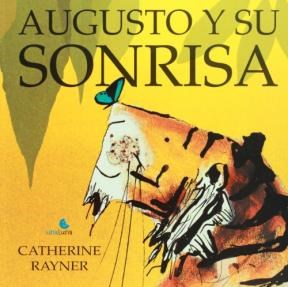 AUGUSTO Y SU
SONRISA
CATHERINE
RAYNER